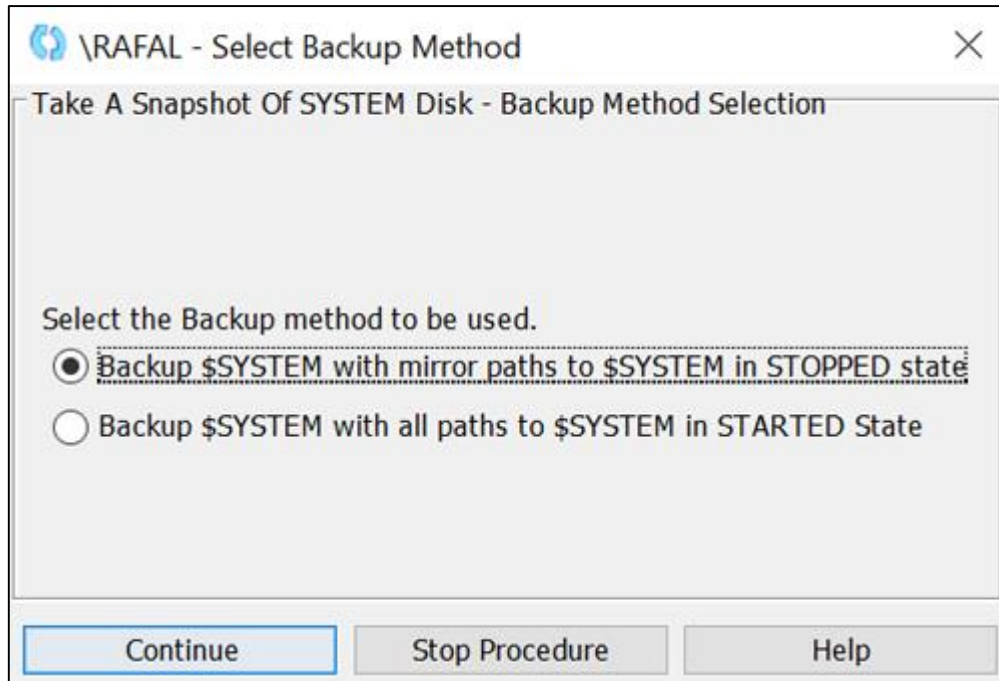 \RAFAL - Select Backup Method
Take A Snapshot Of SYSTEM Disk - Backup Method Selection
Select the Backup method to be used.
Backup $SYSTEM with mirror paths to $SYSTEM in STOPPED state
Backup $SYSTEM with all paths to $SYSTEM in STARTED State
Continue
Stop Procedure
Help